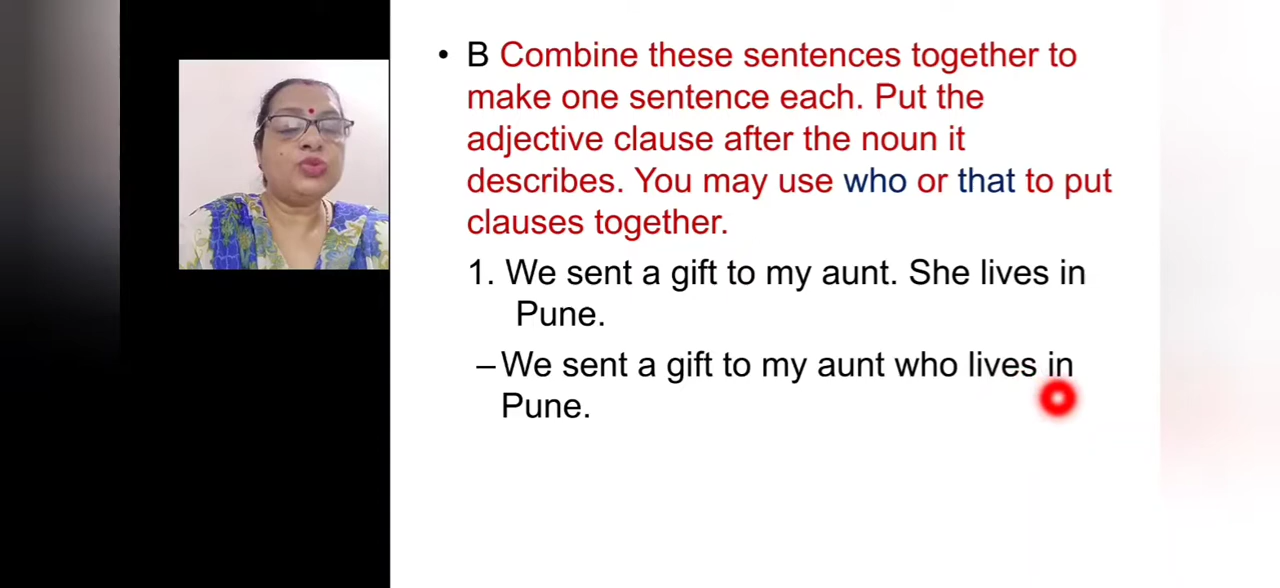 • B Combine these sentences together to
make one sentence each. Put the
adjective clause after the noun it
describes. You may use who or that to put
clauses together.
1. We sent a gift to my aunt. She lives in
Pune.
– We sent a gift to my aunt who lives in
Pune.